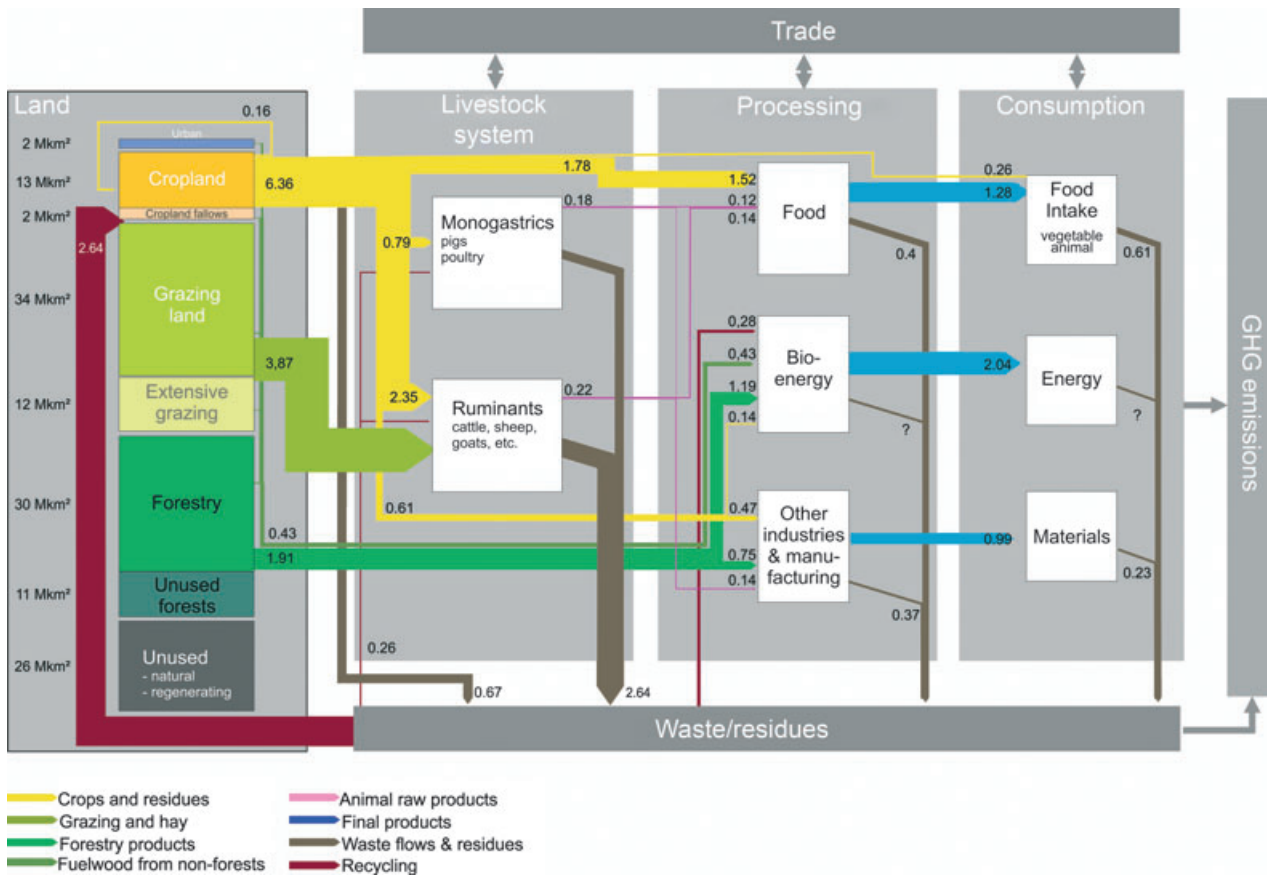 Trade
Land
Livestock
system
Processing
Consumption
GHG emissions
0.16
2 Mkm²
Urban
13 Mkm²
Cropland
6.36
2 Mkm²
Cropland fallows
2.64
34 Mkm²
Grazing
land
3,87
12 Mkm²
Extensive
grazing
30 Mkm²
Forestry
0.43
1.91
11 Mkm²
Unused
forests
26 Mkm²
Unused
- natural
- regenerating
1.78
0.79
Monogastrics
pigs
poultry
0.18
2.35
Ruminants
cattle, sheep,
goats, etc.
0.22
0.61
0.26
0.67
2.64
1.52
0.12
0.14
Food
0.4
0,28
0,43
1.19
0.14
Bio-
energy
?
0.47
0.75
0.14
Other
industries
& manu-
facturing
0.37
0.26
1.28
Food
Intake
vegetable
animal
0.61
2.04
Energy
?
0.99
Materials
0.23
Waste/residues
Crops and residues
Grazing and hay
Forestry products
Fuelwood from non-forests
Animal raw products
Final products
Waste flows & residues
Recycling